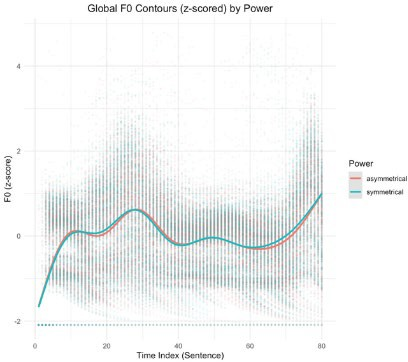 Global F0 Contours (z-scored) by Power
F0 (z-score)
4
2
0
-2
0
20
40
60
80
Time Index (Sentence)
Power
asymmetrical
symmetrical